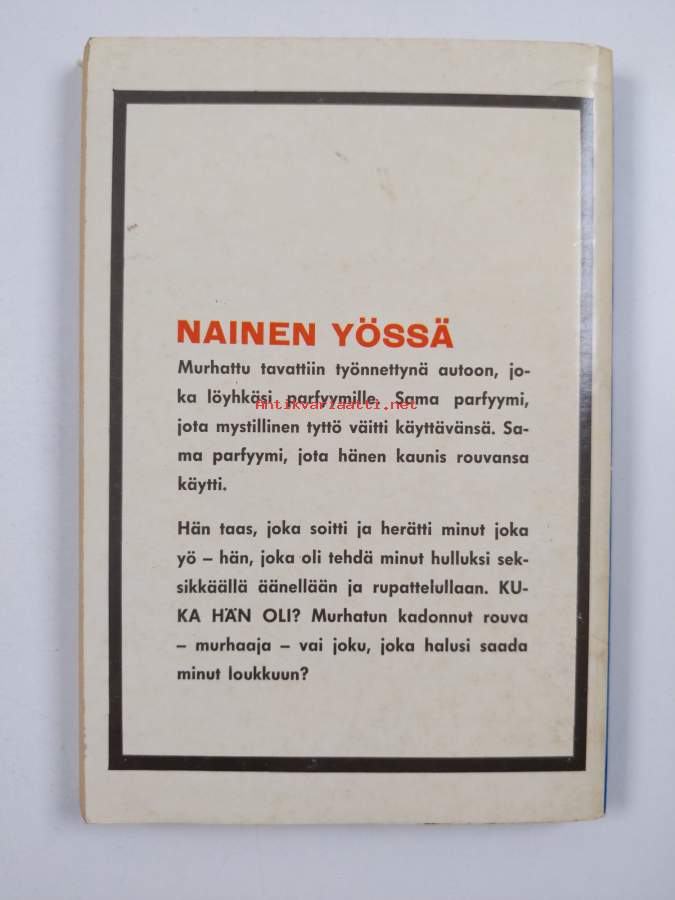 NAINEN YÖSSÄ
Murhattu tavattiin työnnettynä autoon, jo-
ka löyhkäsi parfyymille. Sama parfyymi,
Antikvariaatti.net
jota mystillinen tyttö väitti käyttävänsä. Sa-
ma parfyymi, jota hänen kaunis rouvansa
käytti.
Hän taas, joka soitti ja herätti minut joka
yö – hän, joka oli tehdä minut hulluksi sek-
sikkäällä äänellään ja rupattelullaan. KU-
KA HÄN OLI? Murhatun kadonnut rouva
– murhaaja – vai joku, joka halusi saada
minut loukkuun?